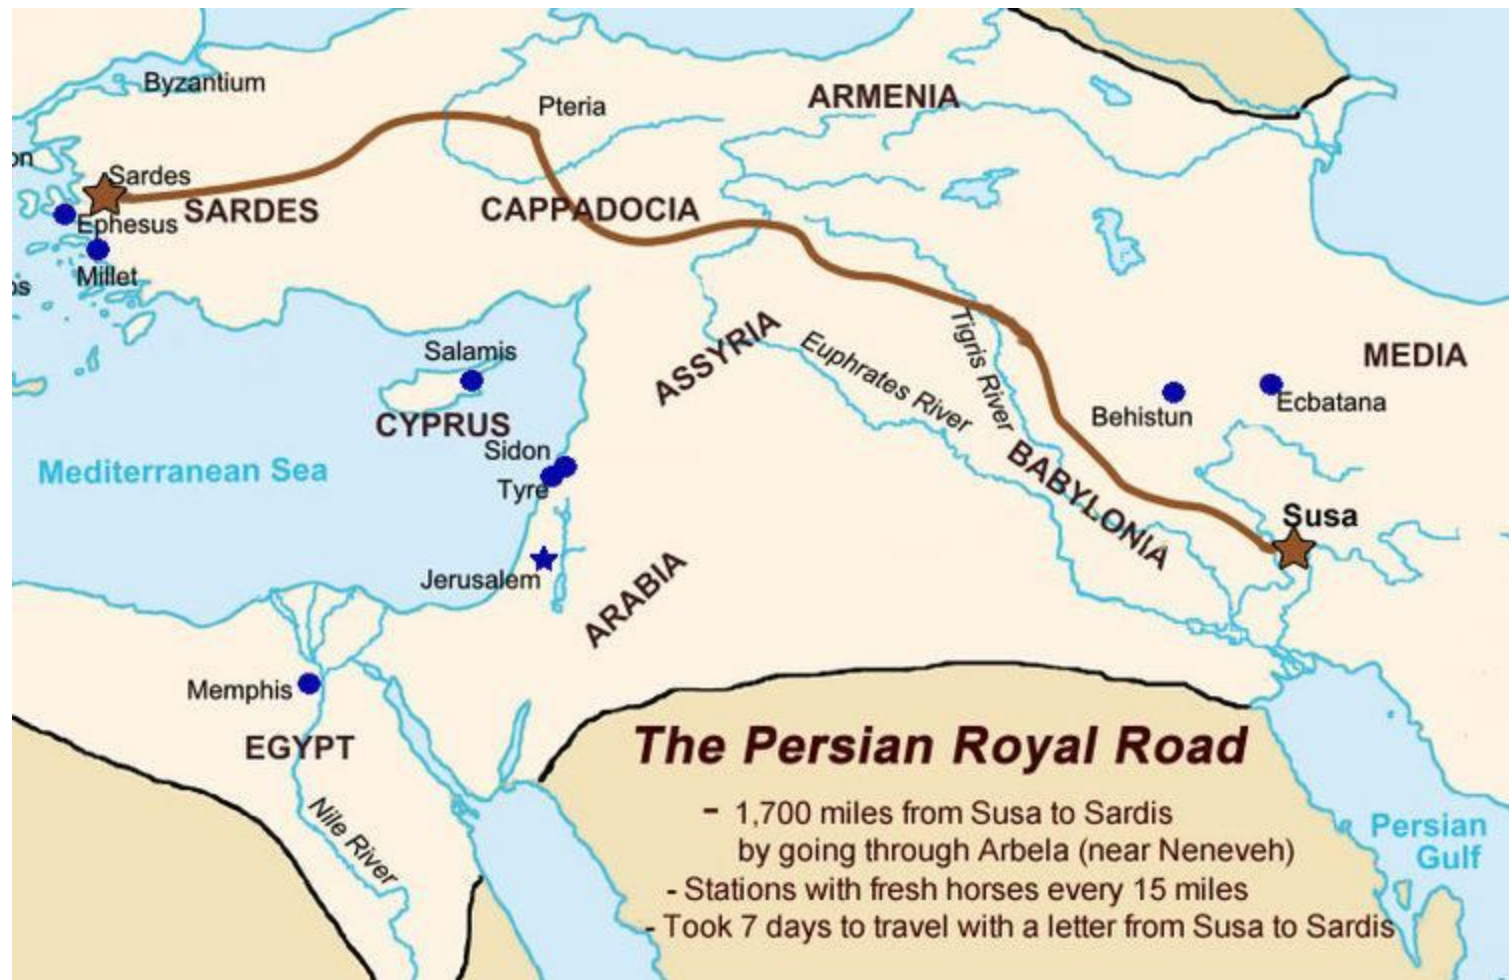 Byzantium
Pteria
ARMENIA
on
Sardes
SARDES
CAPPADOCIA
Ephesus
Millet
os
Salamis
CYPRUS
ASSYRIA
Euphrates River
Tigris River
MEDIA
Behistun
Ecbatana
Mediterranean Sea
Sidon
Tyre
BABYLONIA
Susa
Jerusalem
ARABIA
Memphis
EGYPT
Nile River
The Persian Royal Road
- 1,700 miles from Susa to Sardis
by going through Arbela (near Neneveh)
- Stations with fresh horses every 15 miles
- Took 7 days to travel with a letter from Susa to Sardis
Persian
Gulf